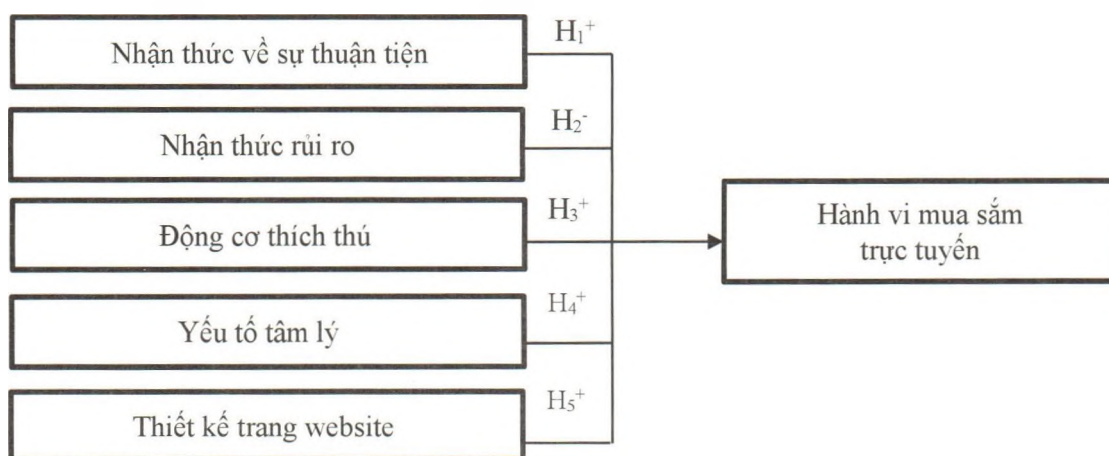 Nhận thức về sự thuận tiện
H₁⁺
Nhận thức rủi ro
H₂⁻
Động cơ thích thú
H₃⁺
Yếu tố tâm lý
H₄⁺
Thiết kế trang website
H₅⁺
Hành vi mua sắm
trực tuyến